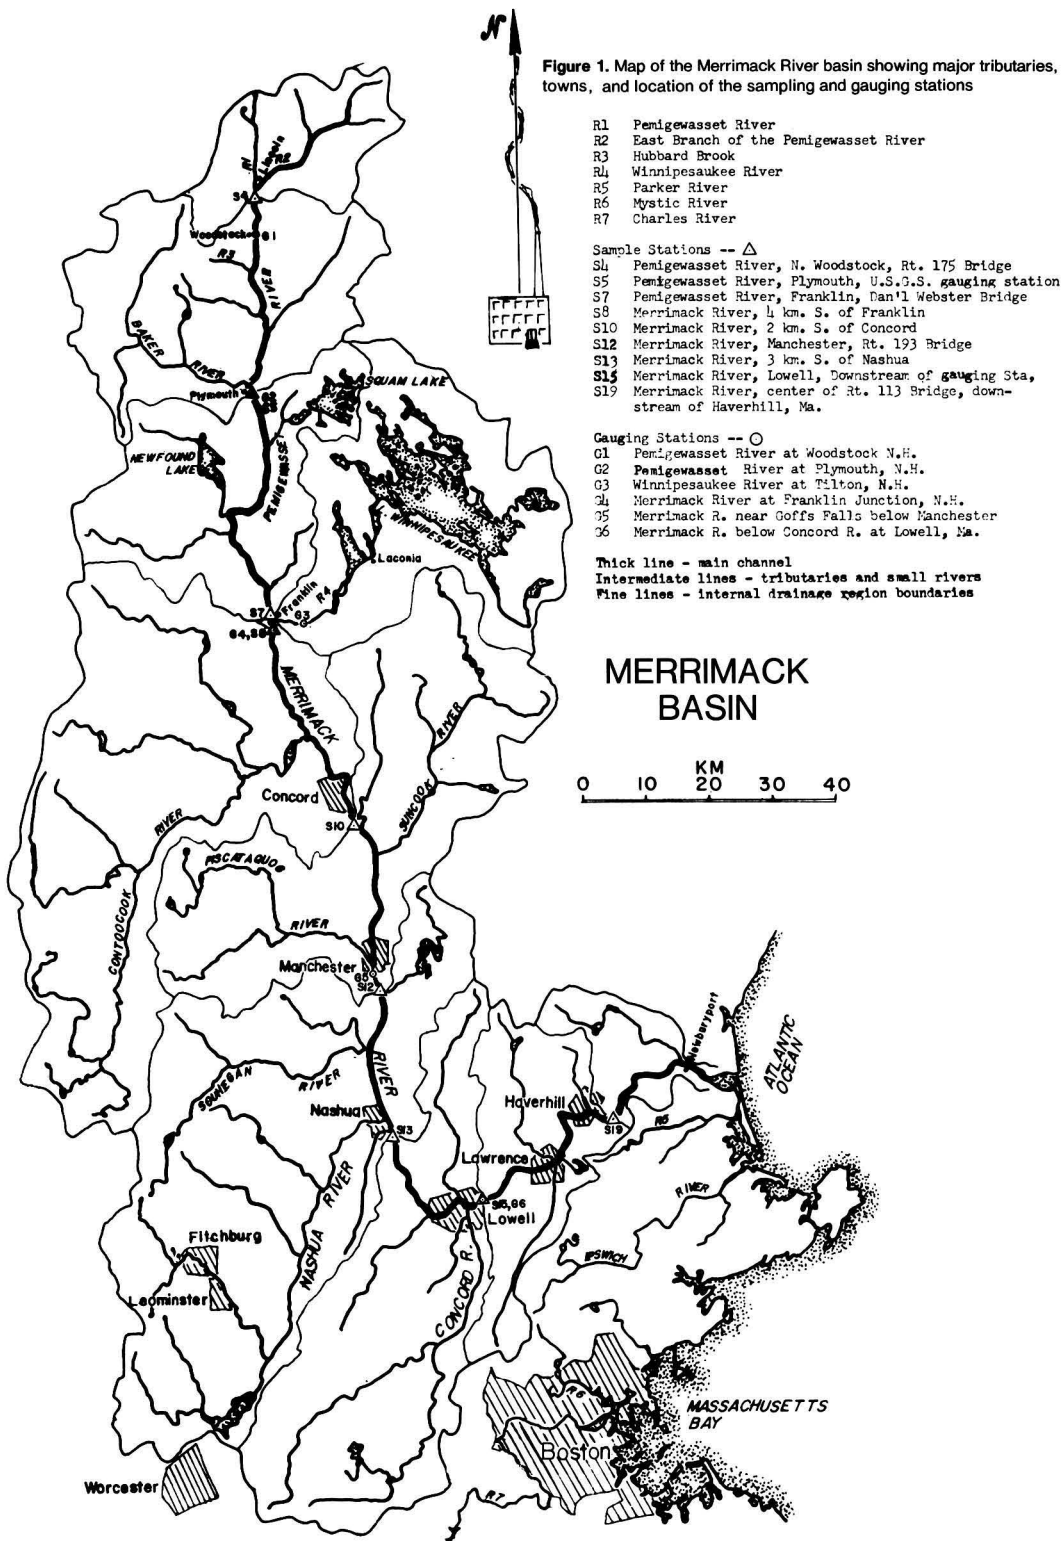 N
Figure 1. Map of the Merrimack River basin showing major tributaries,
towns, and location of the sampling and gauging stations
R1 Pemigewasset River
R2 East Branch of the Pemigewasset River
R3 Hubbard Brook
R4 Winnipesaukee River
R5 Parker River
R6 Mystic River
R7 Charles River
Sample Stations -- △
S4 Pemigewasset River, N. Woodstock, Rt. 175 Bridge
S5 Pemigewasset River, Plymouth, U.S.G.S. gauging station
S7 Pemigewasset River, Franklin, Dan'l Webster Bridge
S8 Merrimack River, 4 km. S. of Franklin
S10 Merrimack River, 2 km. S. of Concord
S12 Merrimack River, Manchester, Rt. 193 Bridge
S13 Merrimack River, 3 km. S. of Nashua
S15 Merrimack River, Lowell, Downstream of gauging Sta,
S19 Merrimack River, center of Rt. 113 Bridge, down-
stream of Haverhill, Ma.
Gauging Stations -- ○
G1 Pemigewasset River at Woodstock N.H.
G2 Pemigewasset River at Plymouth, N.H.
G3 Winnipesaukee River at Tilton, N.H.
G4 Merrimack River at Franklin Junction, N.H.
G5 Merrimack R. near Goffs Falls below Manchester
G6 Merrimack R. below Concord R. at Lowell, Ma.
Thick line - main channel
Intermediate lines - tributaries and small rivers
Fine lines - internal drainage region boundaries
MERRIMACK
BASIN
KM
0 10 20 30 40
R1
Lincoln
R2
S4
Woodstock
G1
R3
RIVER
BAKER
RIVER
Plymouth
SQUAM LAKE
NEWFOUND
LAKE
PEMIGEWASSET
L. WINNIPESAUKEE
Laconia
S7
Franklin
G3
R4
G4,S8
MERRIMACK
RIVER
SUNCOOK
Concord
S10
RIVER
CONTOOCOOK
PISCATAQUOG
RIVER
Manchester
G5
S12
RIVER
SOUHEGAN
RIVER
Nashua
S13
Haverhill
S19
Newburyport
ATLANTIC
OCEAN
R5
Lawrence
S15,G6
Lowell
RIVER
IPSWICH
NASHUA RIVER
CONCORD R.
Fitchburg
Leominster
Worcester
R6
Boston
MASSACHUSETTS
BAY
R7